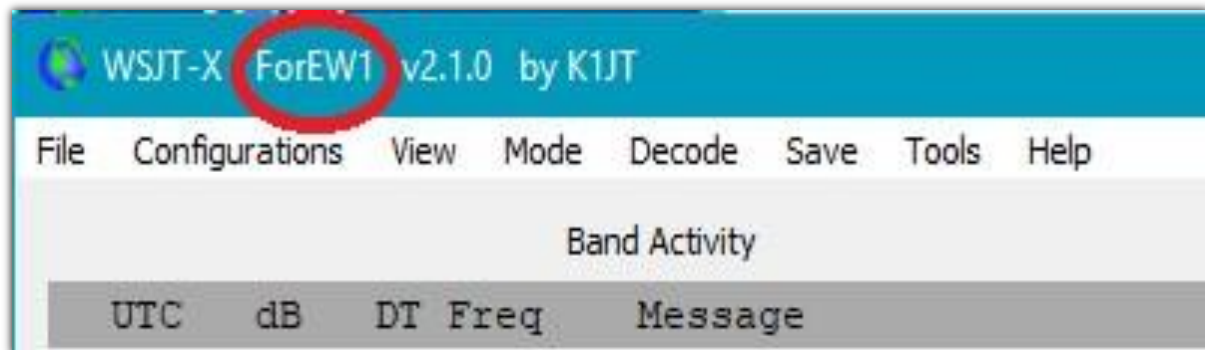 WSJT-X ForEW1 v2.1.0 by K1JT
File Configurations View Mode Decode Save Tools Help
Band Activity
UTC dB DT Freq Message